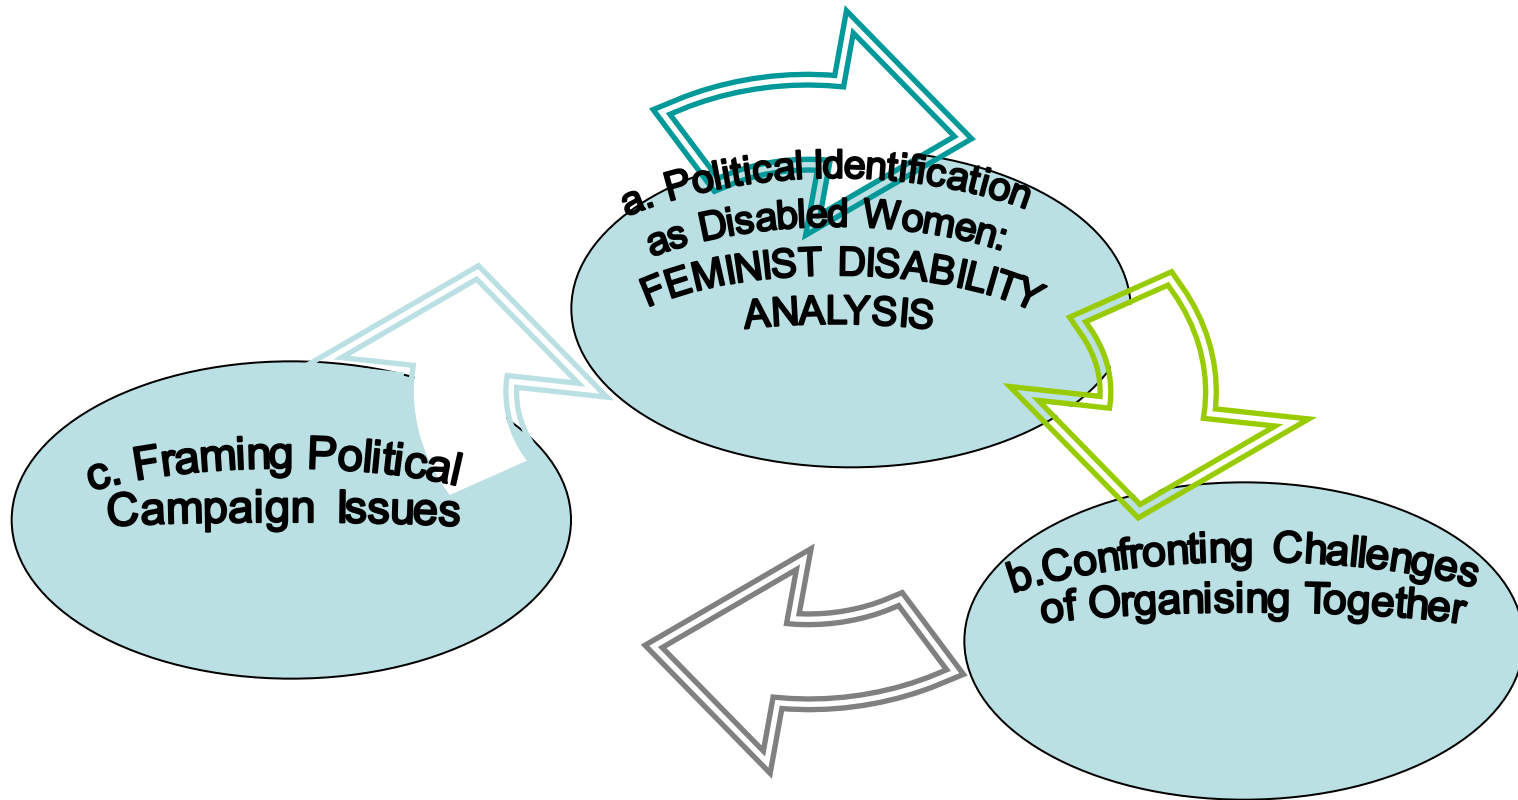 a. Political Identification
as Disabled Women:
FEMINIST DISABILITY
ANALYSIS
b.Confronting Challenges
of Organising Together
c. Framing Political
Campaign Issues